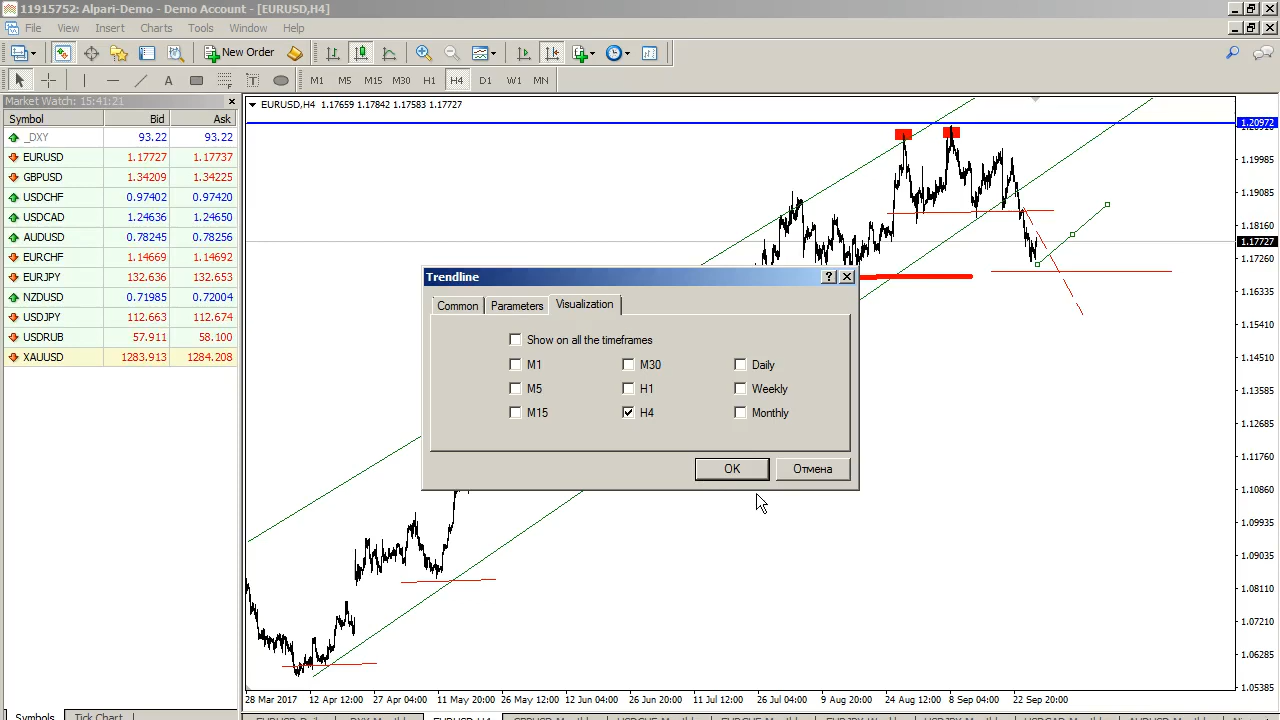 11915752: Alpari-Demo - Demo Account - [EURUSD,H4]
File View Insert Charts Tools Window Help
New Order
A T M1 M5 M15 M30 H1 H4 D1 W1 MN
Market Watch: 15:41:21
Symbol Bid Ask
_DXY 93.22 93.22
EURUSD 1.17727 1.17737
GBPUSD 1.34209 1.34225
USDCHF 0.97402 0.97420
USDCAD 1.24636 1.24650
AUDUSD 0.78245 0.78256
EURCHF 1.14669 1.14692
EURJPY 132.636 132.653
NZDUSD 0.71985 0.72004
USDJPY 112.663 112.674
USDRUB 57.911 58.100
XAUUSD 1283.913 1284.208
Symbols Tick Chart
EURUSD,H4 1.17659 1.17842 1.17583 1.17727
1.20972
1.19985
1.19085
1.18160
1.17727
1.17260
1.16335
1.15410
1.14510
1.13585
1.12685
1.11760
1.10860
1.09935
1.09035
1.08110
1.07210
1.06285
1.05385
Trendline
Common Parameters Visualization
Show on all the timeframes
M1 M30 Daily
M5 H1 Weekly
M15 H4 Monthly
OK Отмена
28 Mar 2017 12 Apr 12:00 27 Apr 04:00 11 May 20:00 26 May 12:00 12 Jun 04:00 26 Jun 20:00 11 Jul 12:00 26 Jul 04:00 9 Aug 20:00 24 Aug 12:00 8 Sep 04:00 22 Sep 20:00
EURUSD,H4